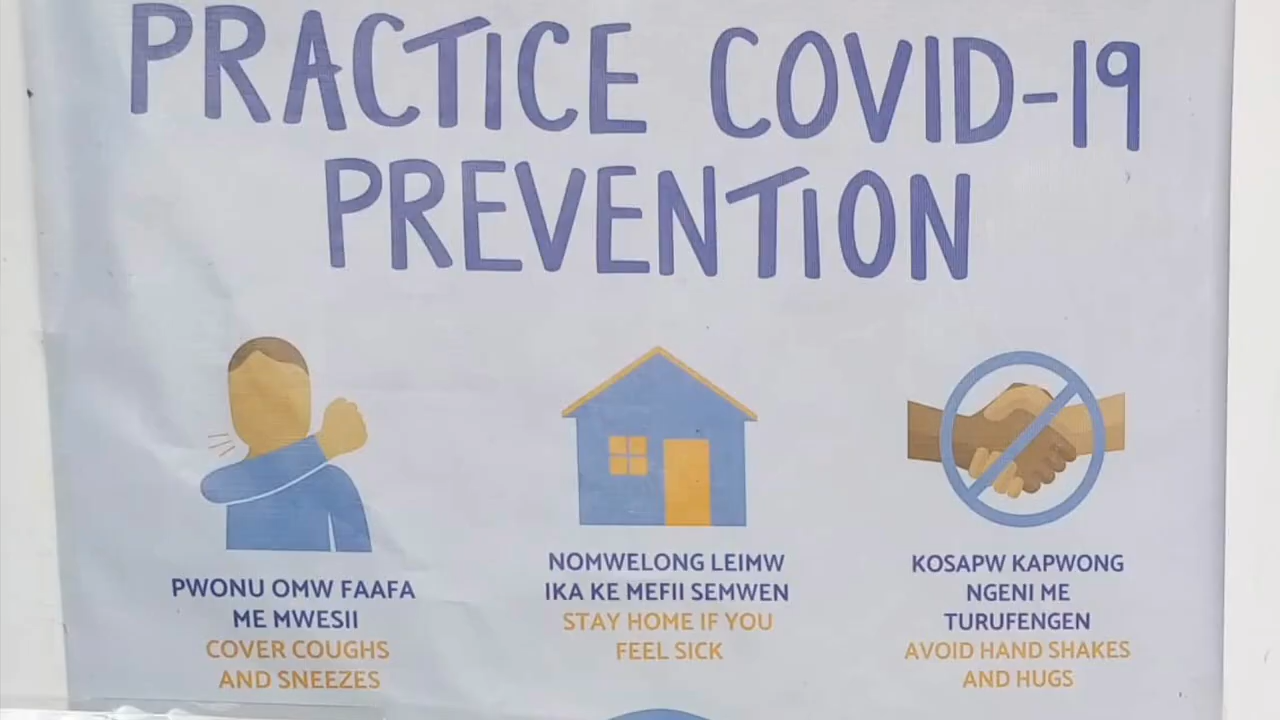 PRACTICE COVID-19
PREVENTION
PWONU OMW FAAFA
ME MWESII
COVER COUGHS
AND SNEEZES
NOMWELONG LEIMW
IKA KE MEFII SEMWEN
STAY HOME IF YOU
FEEL SICK
KOSAPW KAPWONG
NGENI ME
TURUFENGEN
AVOID HAND SHAKES
AND HUGS